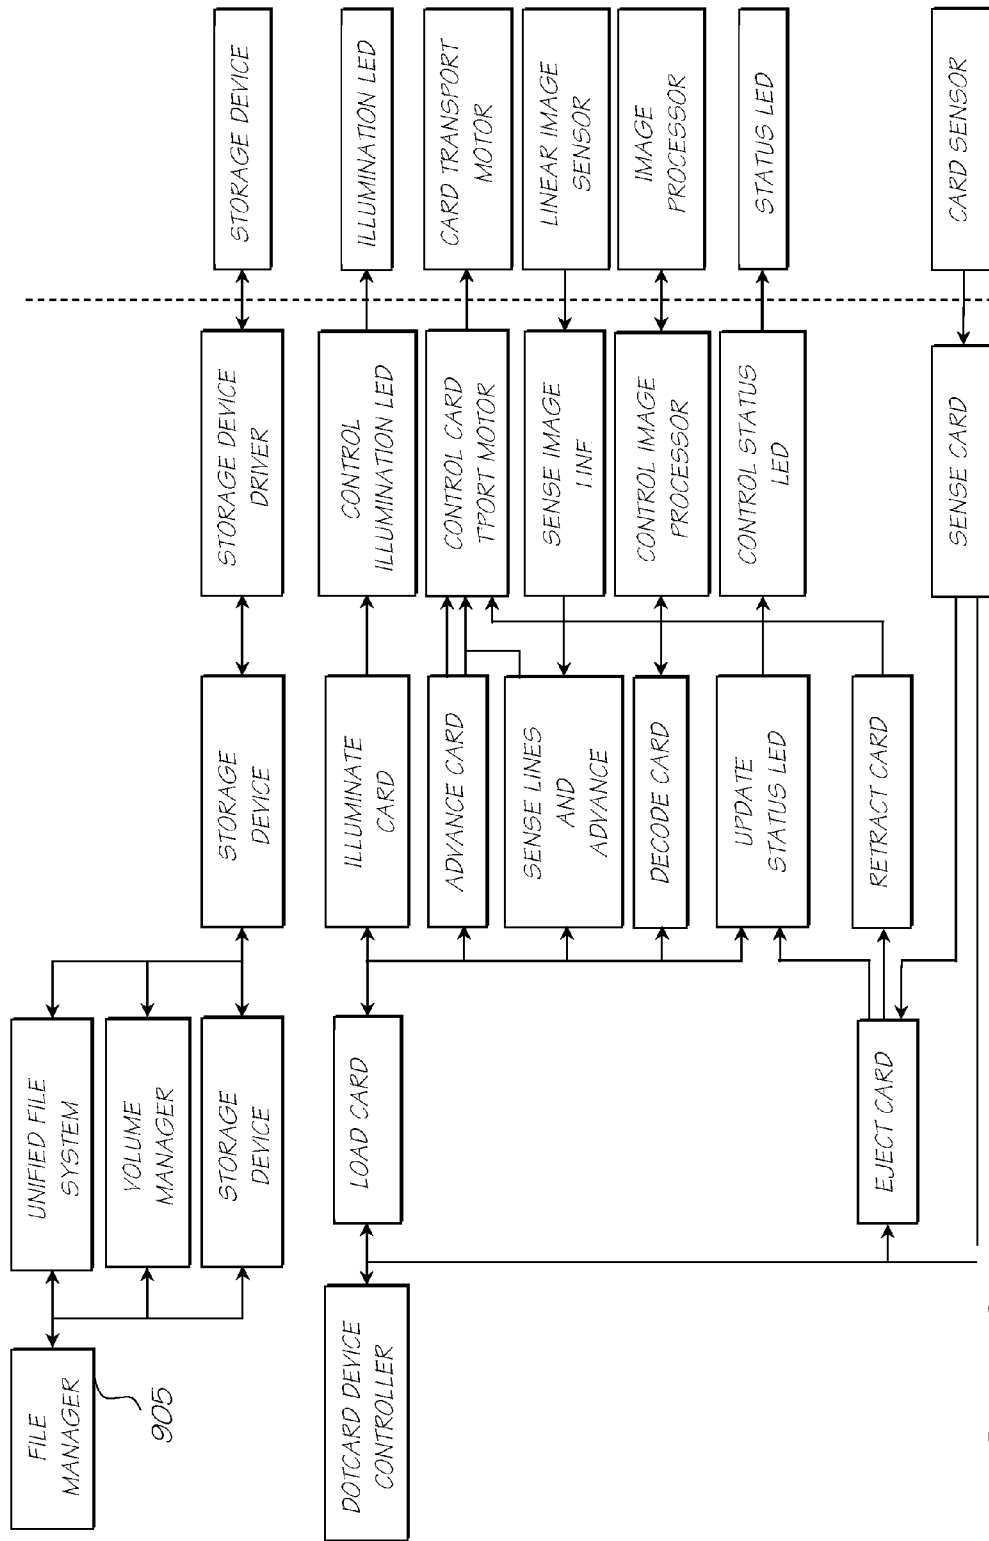 FILE
MANAGER
905
UNIFIED FILE
SYSTEM
VOLUME
MANAGER
STORAGE
DEVICE
STORAGE
DEVICE
STORAGE DEVICE
DRIVER
STORAGE DEVICE
DOTCARD DEVICE
CONTROLLER
LOAD CARD
ILLUMINATE
CARD
CONTROL
ILLUMINATION LED
ILLUMINATION LED
ADVANCE CARD
CONTROL CARD
TPORT MOTOR
CARD TRANSPORT
MOTOR
SENSE LINES
AND
ADVANCE
SENSE IMAGE
LINE
LINEAR IMAGE
SENSOR
DECODE CARD
CONTROL IMAGE
PROCESSOR
IMAGE
PROCESSOR
UPDATE
STATUS LED
CONTROL STATUS
LED
STATUS LED
EJECT CARD
RETRACT CARD
SENSE CARD
CARD SENSOR